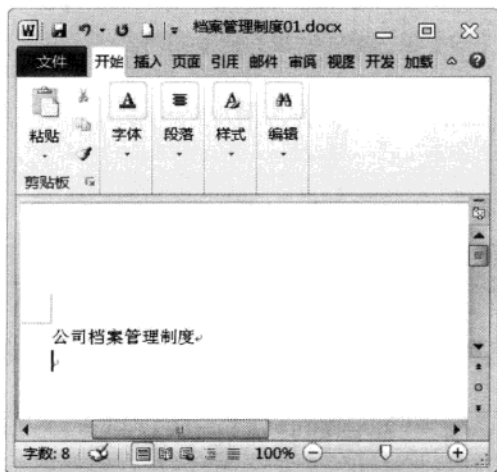 W 档案管理制度01.docx
文件 开始 插入 页面 引用 邮件 审阅 视图 开发 加载
A A
粘贴 字体 段落 样式 编辑
剪贴板
公司档案管理制度
字数: 8 100%